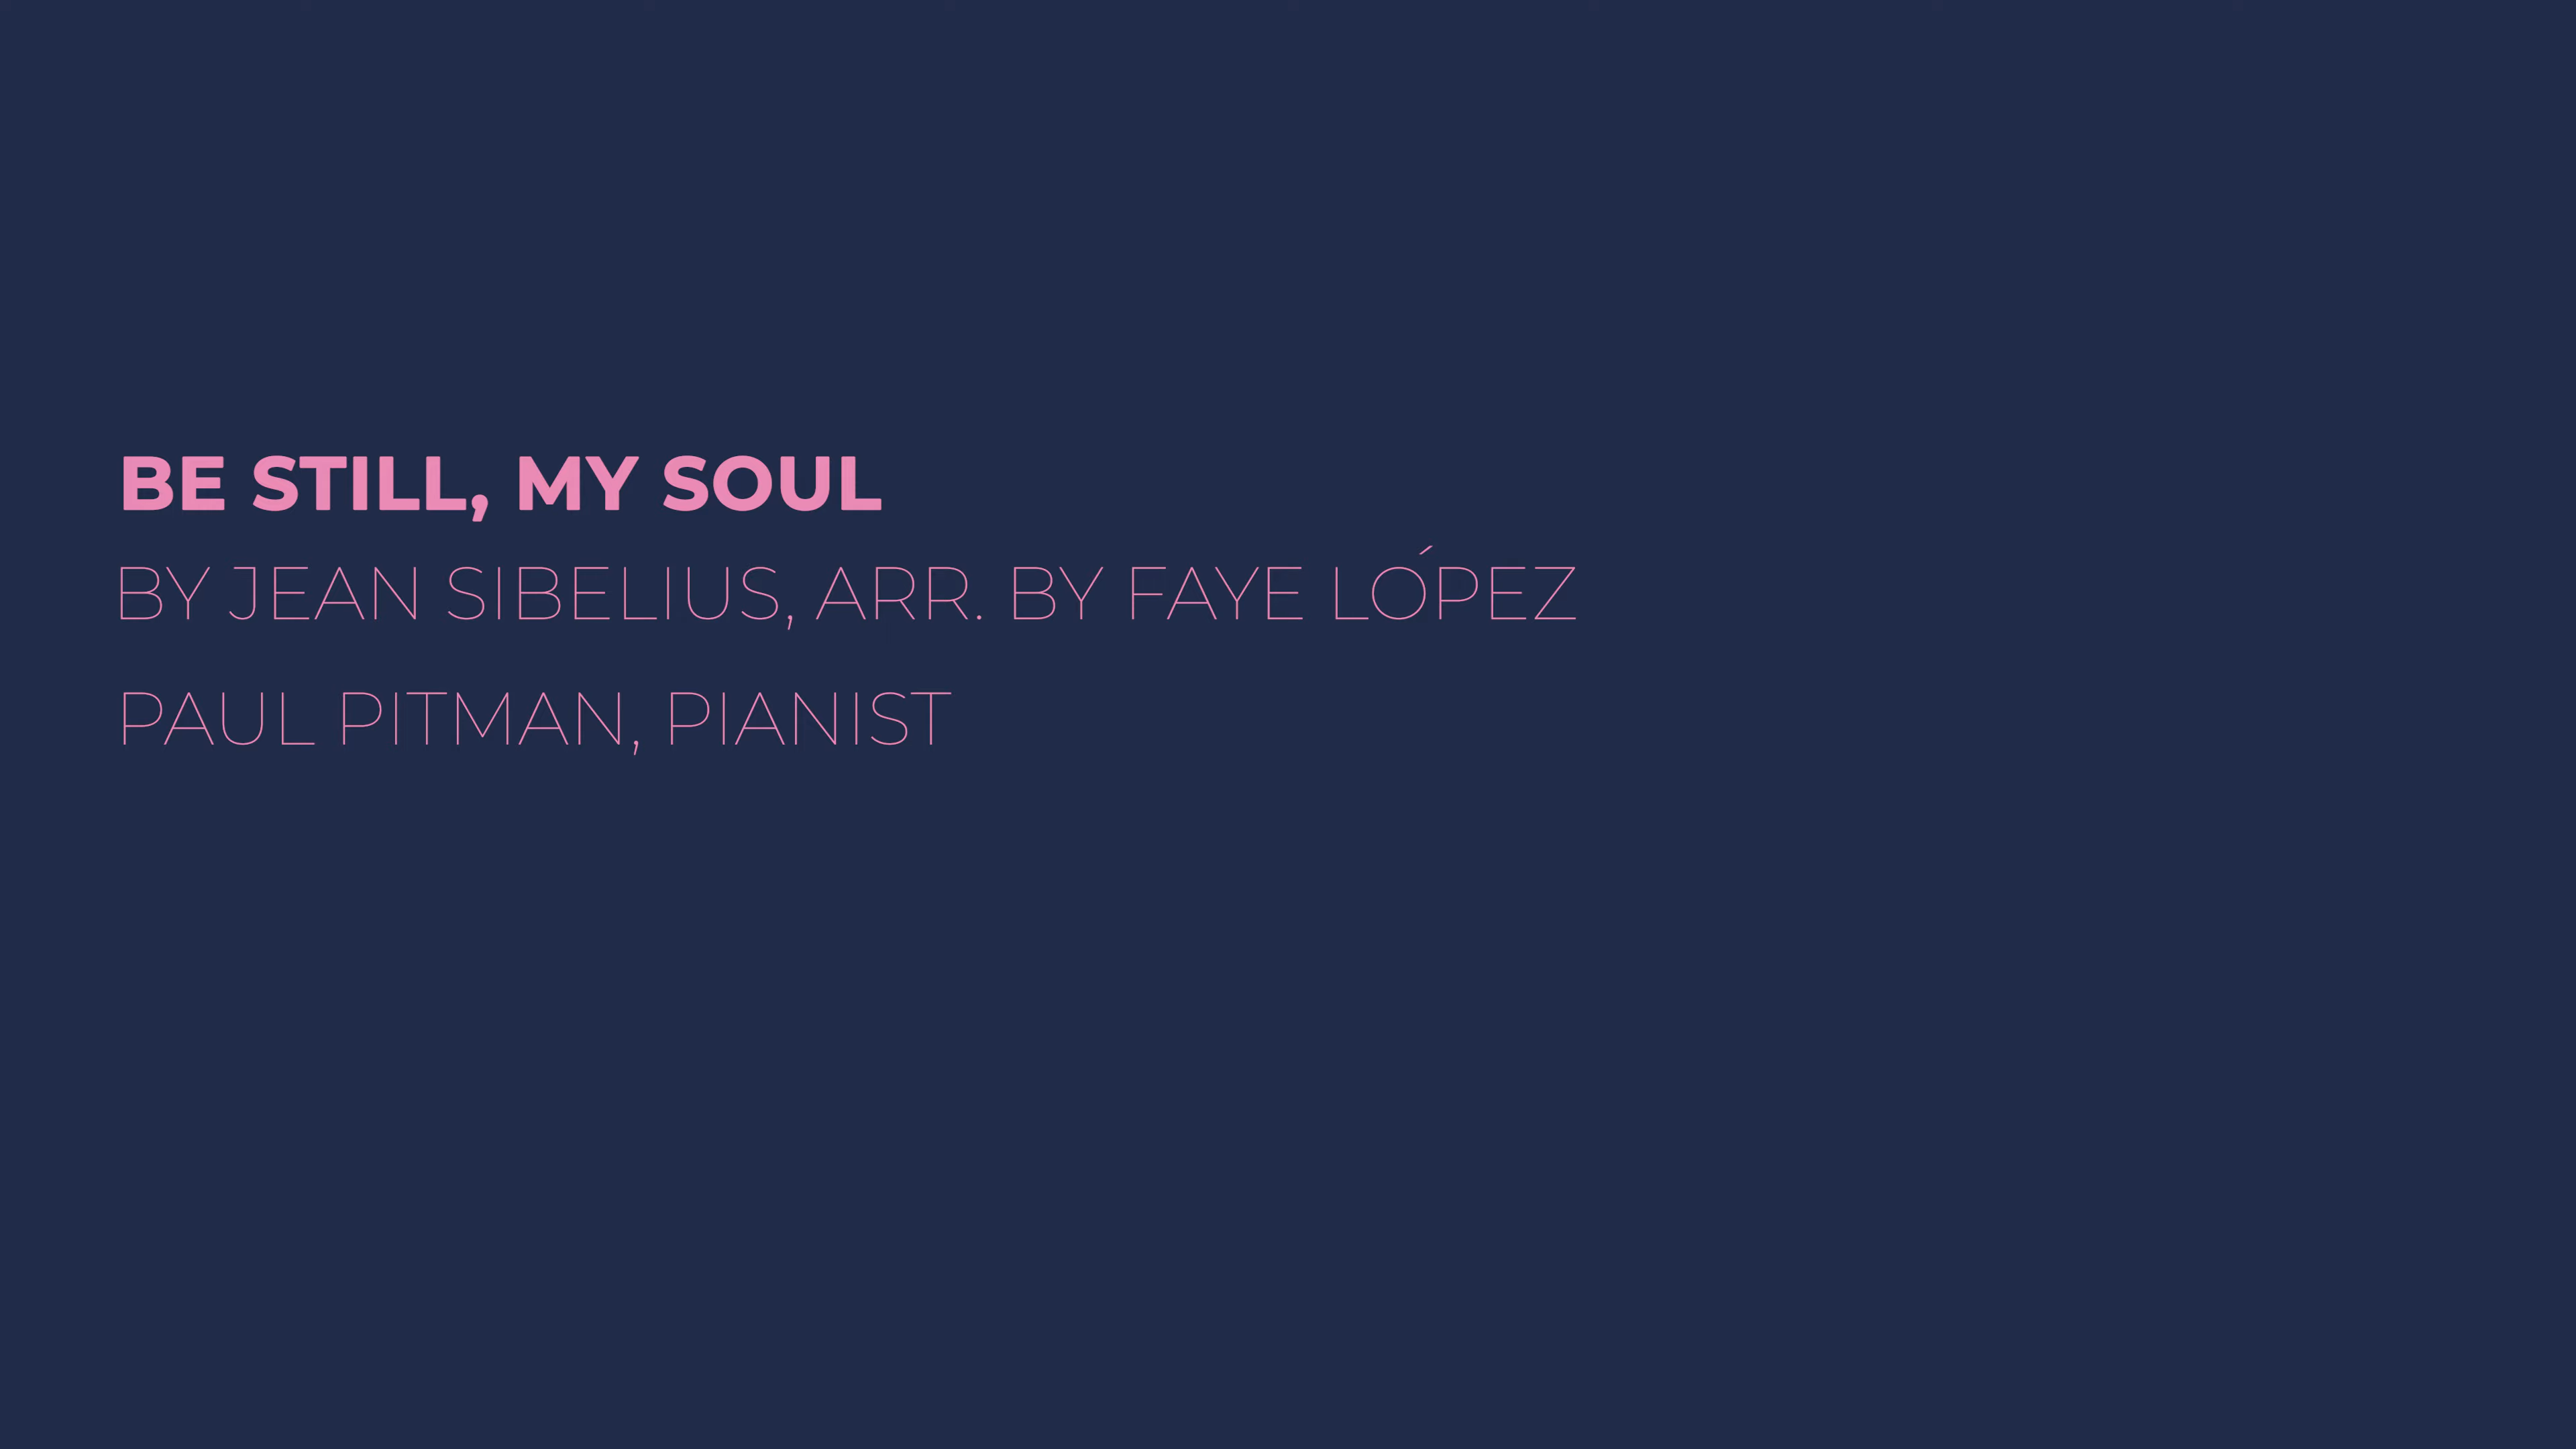 BE STILL, MY SOUL
BY JEAN SIBELIUS, ARR. BY FAYE LÓPEZ
PAUL PITMAN, PIANIST